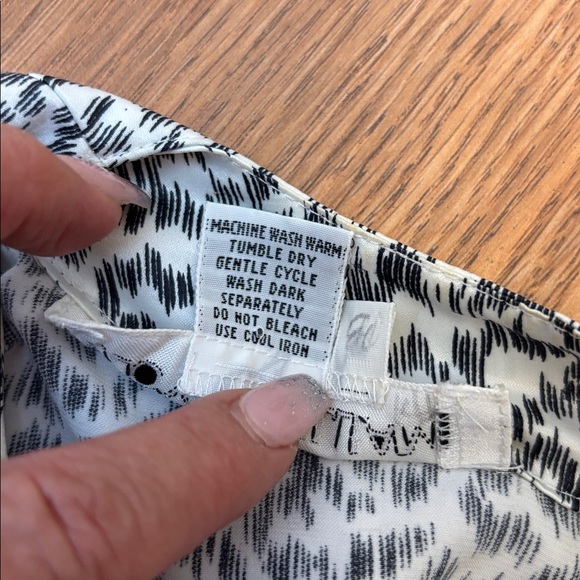 MACHINE WASH WARM
TUMBLE DRY
GENTLE CYCLE
WASH DARK
SEPARATELY
DO NOT BLEACH
USE COOL IRON